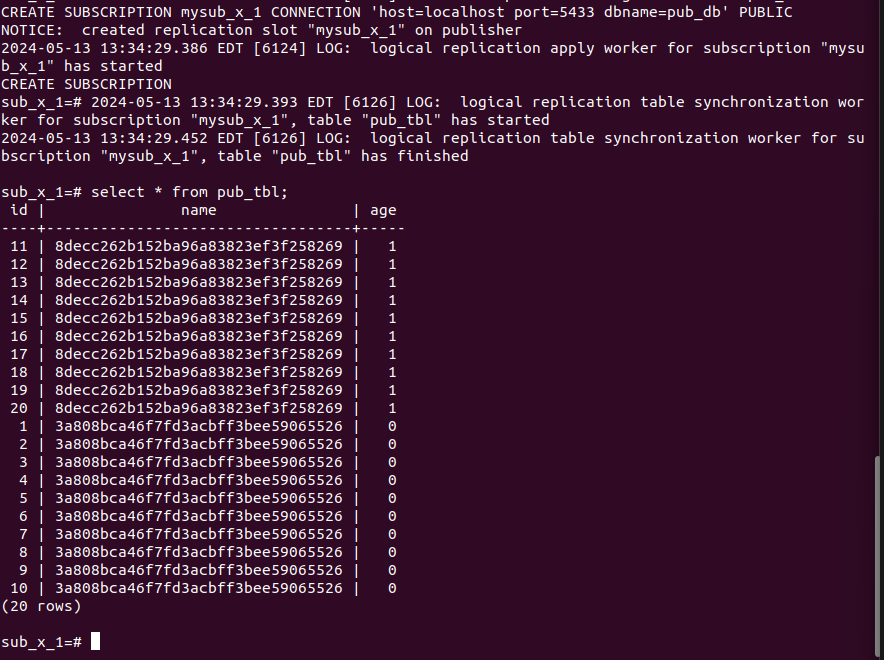 CREATE SUBSCRIPTION mysub_x_1 CONNECTION 'host=localhost port=5433 dbname=pub_db' PUBLIC
NOTICE:  created replication slot "mysub_x_1" on publisher
2024-05-13 13:34:29.386 EDT [6124] LOG:  logical replication apply worker for subscription "mysu
b_x_1" has started
CREATE SUBSCRIPTION
sub_x_1=# 2024-05-13 13:34:29.393 EDT [6126] LOG:  logical replication table synchronization wor
ker for subscription "mysub_x_1", table "pub_tbl" has started
2024-05-13 13:34:29.452 EDT [6126] LOG:  logical replication table synchronization worker for su
bscription "mysub_x_1", table "pub_tbl" has finished
sub_x_1=# select * from pub_tbl;
 id |               name               | age
----+----------------------------------+-----
 11 | 8decc262b152ba96a83823ef3f258269 |   1
 12 | 8decc262b152ba96a83823ef3f258269 |   1
 13 | 8decc262b152ba96a83823ef3f258269 |   1
 14 | 8decc262b152ba96a83823ef3f258269 |   1
 15 | 8decc262b152ba96a83823ef3f258269 |   1
 16 | 8decc262b152ba96a83823ef3f258269 |   1
 17 | 8decc262b152ba96a83823ef3f258269 |   1
 18 | 8decc262b152ba96a83823ef3f258269 |   1
 19 | 8decc262b152ba96a83823ef3f258269 |   1
 20 | 8decc262b152ba96a83823ef3f258269 |   1
  1 | 3a808bca46f7fd3acbff3bee59065526 |   0
  2 | 3a808bca46f7fd3acbff3bee59065526 |   0
  3 | 3a808bca46f7fd3acbff3bee59065526 |   0
  4 | 3a808bca46f7fd3acbff3bee59065526 |   0
  5 | 3a808bca46f7fd3acbff3bee59065526 |   0
  6 | 3a808bca46f7fd3acbff3bee59065526 |   0
  7 | 3a808bca46f7fd3acbff3bee59065526 |   0
  8 | 3a808bca46f7fd3acbff3bee59065526 |   0
  9 | 3a808bca46f7fd3acbff3bee59065526 |   0
 10 | 3a808bca46f7fd3acbff3bee59065526 |   0
(20 rows)
sub_x_1=#